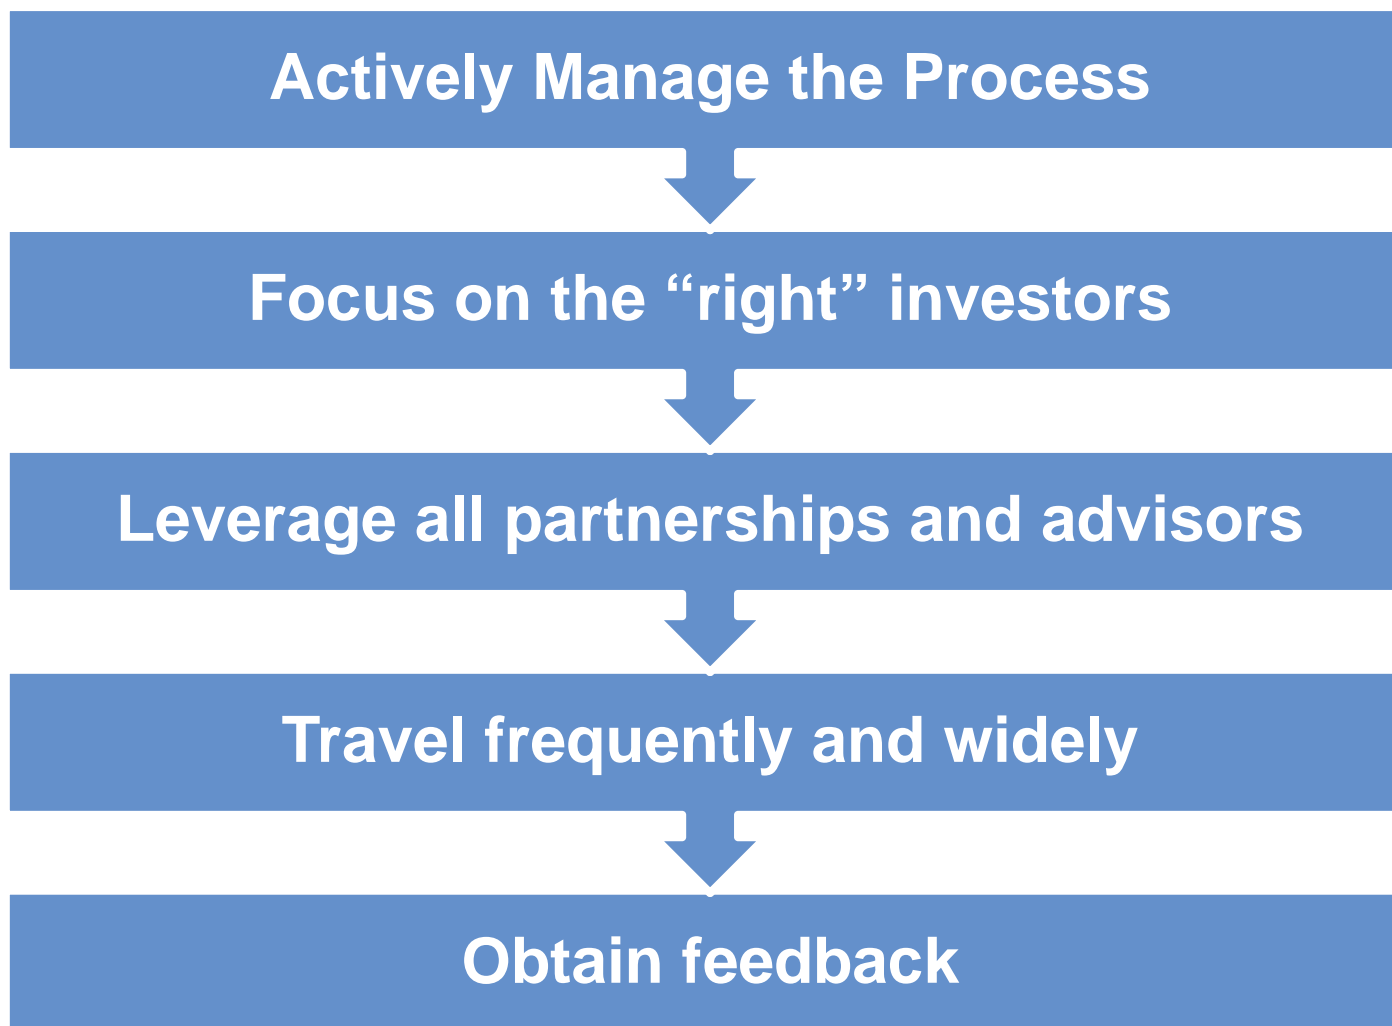 Actively Manage the Process
Focus on the “right” investors
Leverage all partnerships and advisors
Travel frequently and widely
Obtain feedback